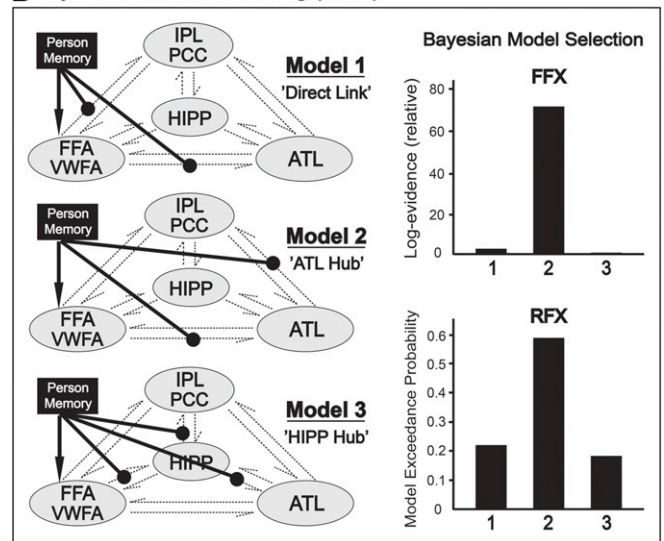 Person
Memory
IPL
PCC
HIPP
FFA
VWFA
ATL
Model 1
'Direct Link'
Person
Memory
IPL
PCC
HIPP
FFA
VWFA
ATL
Model 2
'ATL Hub'
Person
Memory
IPL
PCC
HIPP
FFA
VWFA
ATL
Model 3
'HIPP Hub'
Bayesian Model Selection
FFX
Log-evidence (relative)
80
60
40
20
0
1 2 3
RFX
Model Exceedance Probability
0.6
0.5
0.4
0.3
0.2
0.1
0
1 2 3